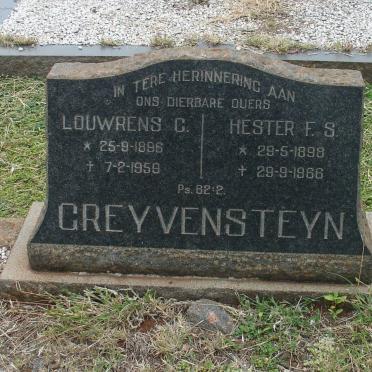 IN TERE HERINNERING AAN
ONS DIERBARE OUERS
LOUWRENS C. HESTER F. S.
* 25-9-1896 * 29-5-1898
† 7-2-1959 † 29-9-1966
Ps. 62:2.
GREYVENSTEYN